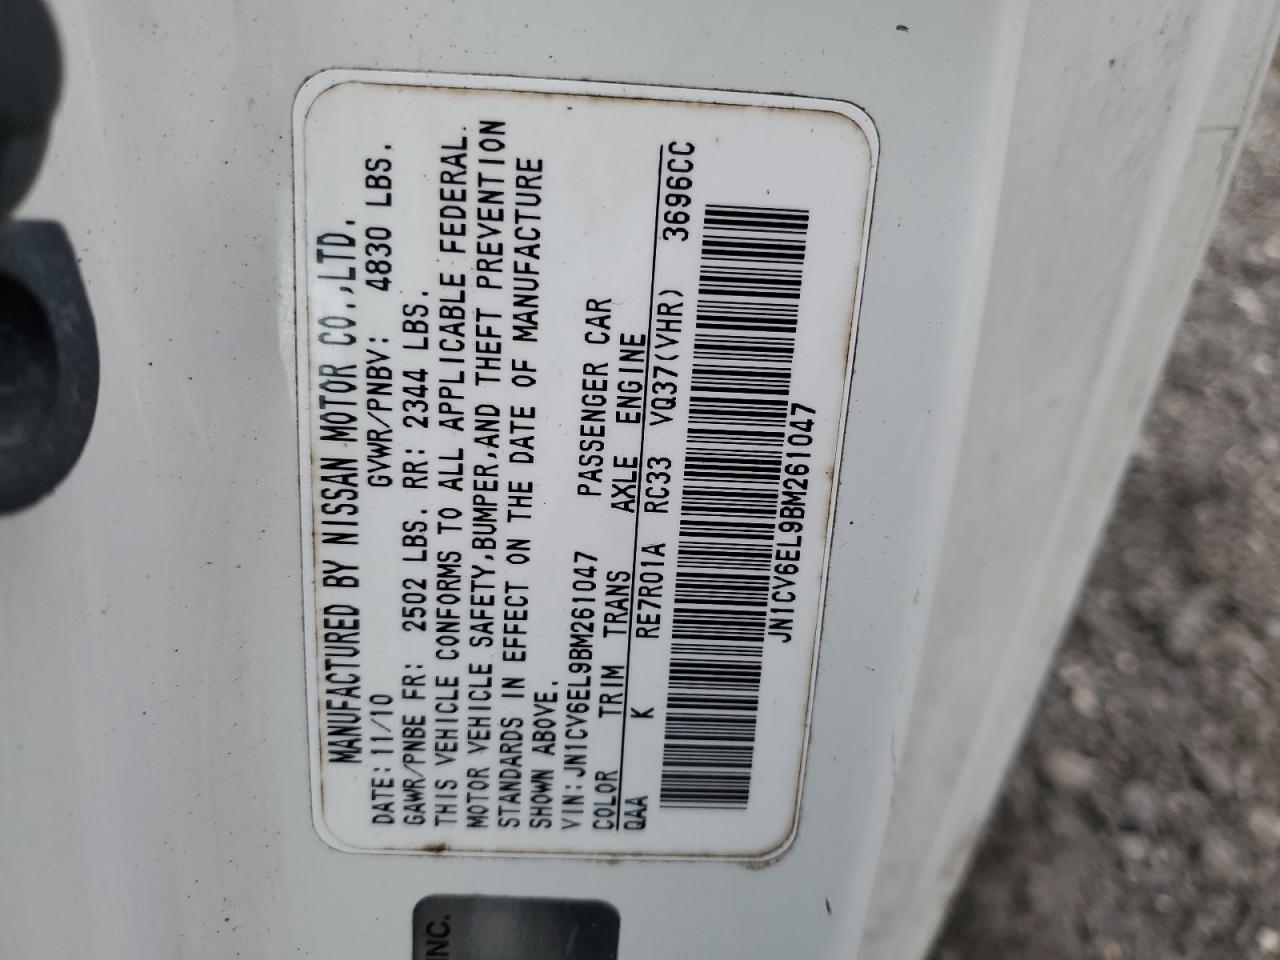 MANUFACTURED BY NISSAN MOTOR CO.,LTD.
DATE:11/10 GVWR/PNBV: 4830 LBS.
GAWR/PNBE FR: 2502 LBS. RR: 2344 LBS.
THIS VEHICLE CONFORMS TO ALL APPLICABLE FEDERAL
MOTOR VEHICLE SAFETY,BUMPER,AND THEFT PREVENTION
STANDARDS IN EFFECT ON THE DATE OF MANUFACTURE
SHOWN ABOVE.
VIN:JN1CV6EL9BM261047 PASSENGER CAR
COLOR TRIM TRANS AXLE ENGINE
QAA K RE7R01A RC33 VQ37(VHR) 3696CC
JN1CV6EL9BM261047
INC.